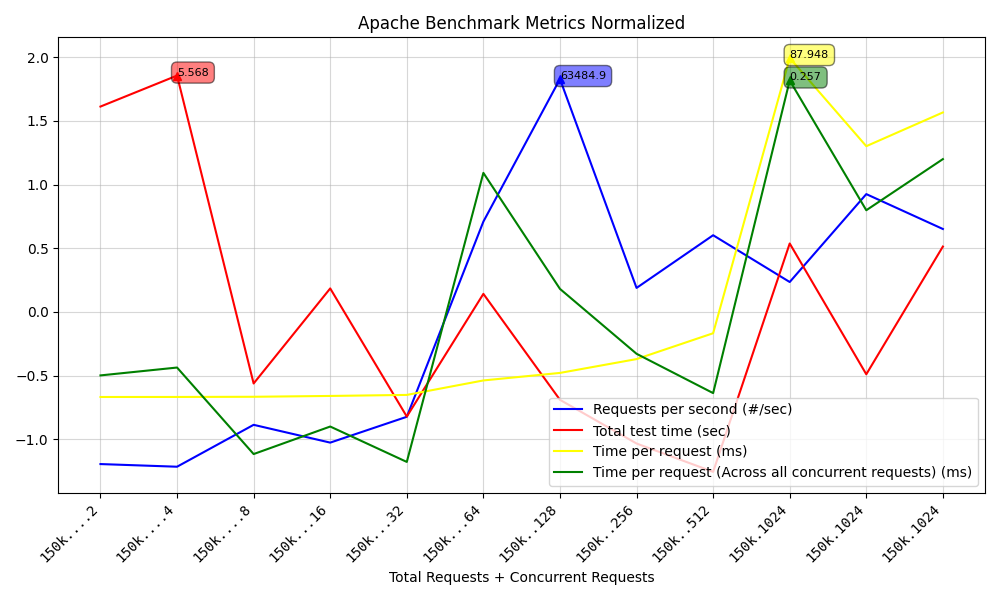 Apache Benchmark Metrics Normalized
2.0
1.5
1.0
0.5
0.0
−0.5
−1.0
5.568
63484.9
87.948
0.257
Requests per second (#/sec)
Total test time (sec)
Time per request (ms)
Time per request (Across all concurrent requests) (ms)
150k....2
150k....4
150k....8
150k...16
150k...32
150k...64
150k..128
150k..256
150k..512
150k.1024
150k.1024
150k.1024
Total Requests + Concurrent Requests